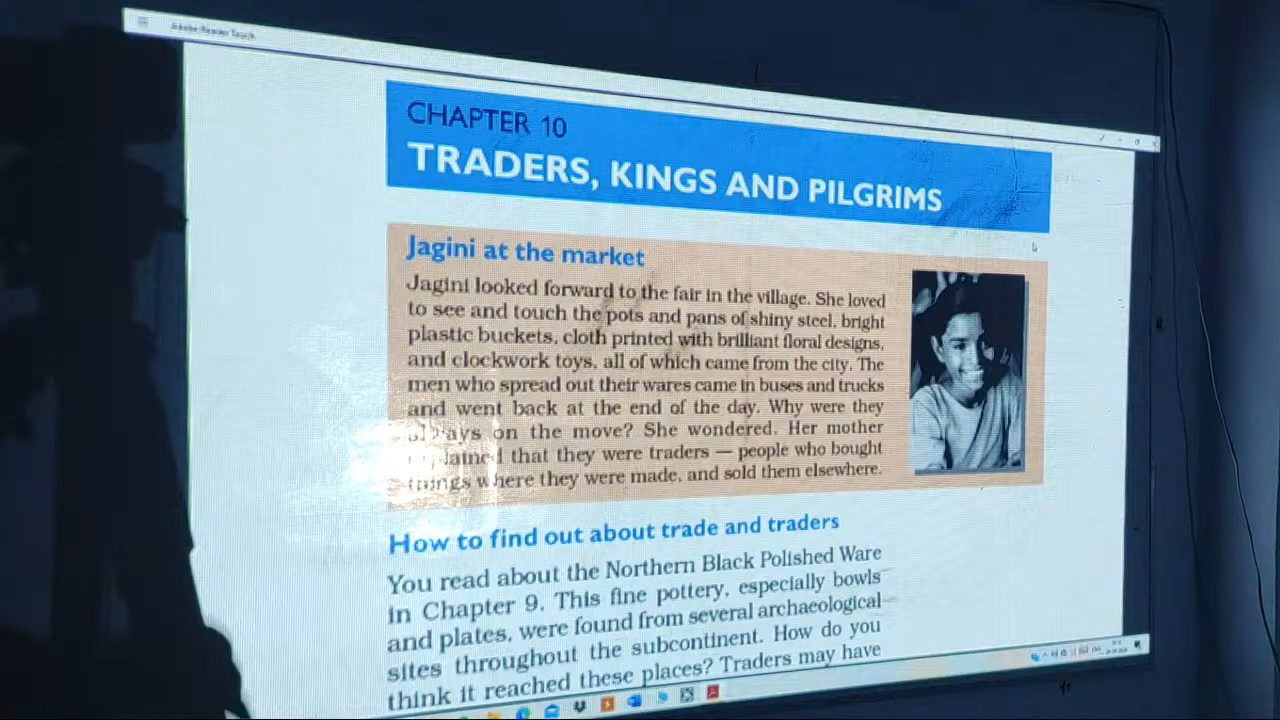 Adobe Reader Touch
CHAPTER 10
TRADERS, KINGS AND PILGRIMS
Jagini at the market
Jagini looked forward to the fair in the village. She loved
to see and touch the pots and pans of shiny steel, bright
plastic buckets, cloth printed with brilliant floral designs,
and clockwork toys, all of which came from the city. The
men who spread out their wares came in buses and trucks
and went back at the end of the day. Why were they
always on the move? She wondered. Her mother
explained that they were traders — people who bought
things where they were made, and sold them elsewhere.
How to find out about trade and traders
You read about the Northern Black Polished Ware
in Chapter 9. This fine pottery, especially bowls
and plates, were found from several archaeological
sites throughout the subcontinent. How do you
think it reached these places? Traders may have